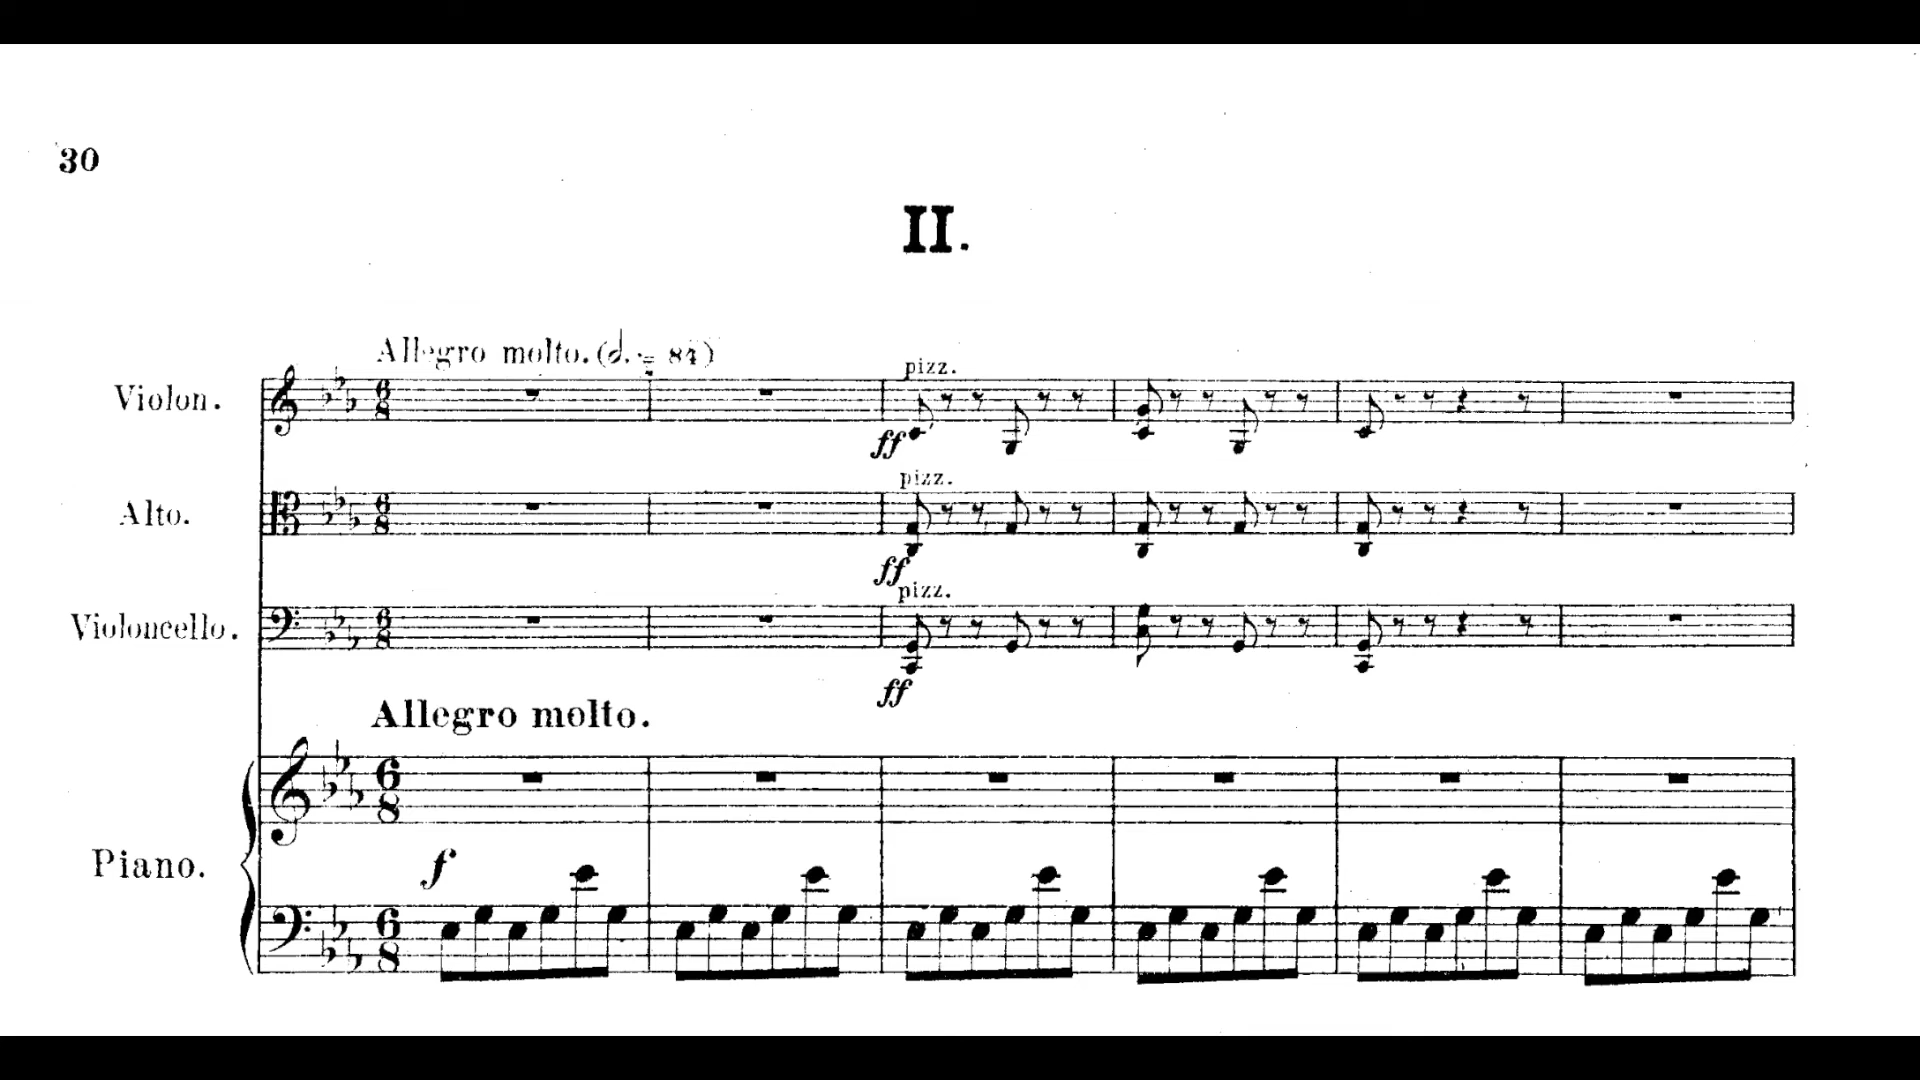 30
II.
Allegro molto. (𝅗𝅥. = 84)
Violon.
pizz.
ff
Alto.
pizz.
ff
Violoncello.
pizz.
ff
Allegro molto.
Piano.
f